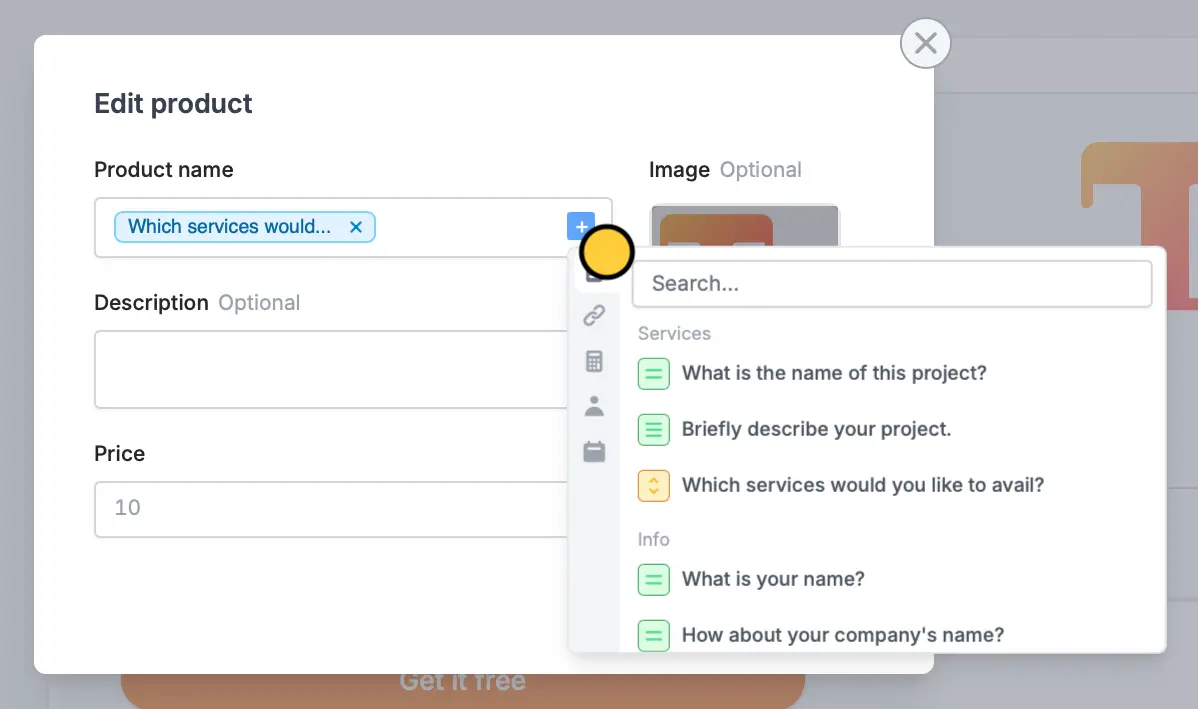 Edit product
Product name
Image Optional
Which services would...
Search...
Description Optional
Services
What is the name of this project?
Briefly describe your project.
Price
Which services would you like to avail?
10
Info
What is your name?
How about your company's name?
Get it free